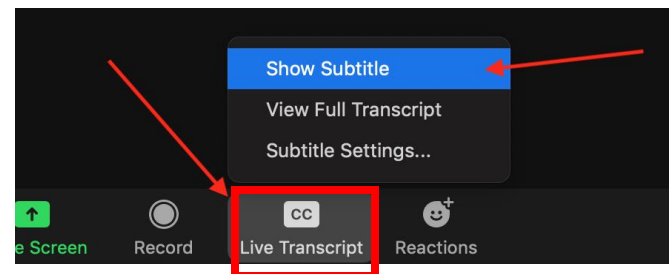 Show Subtitle
View Full Transcript
Subtitle Settings...
CC
e Screen
Record
Live Transcript
Reactions